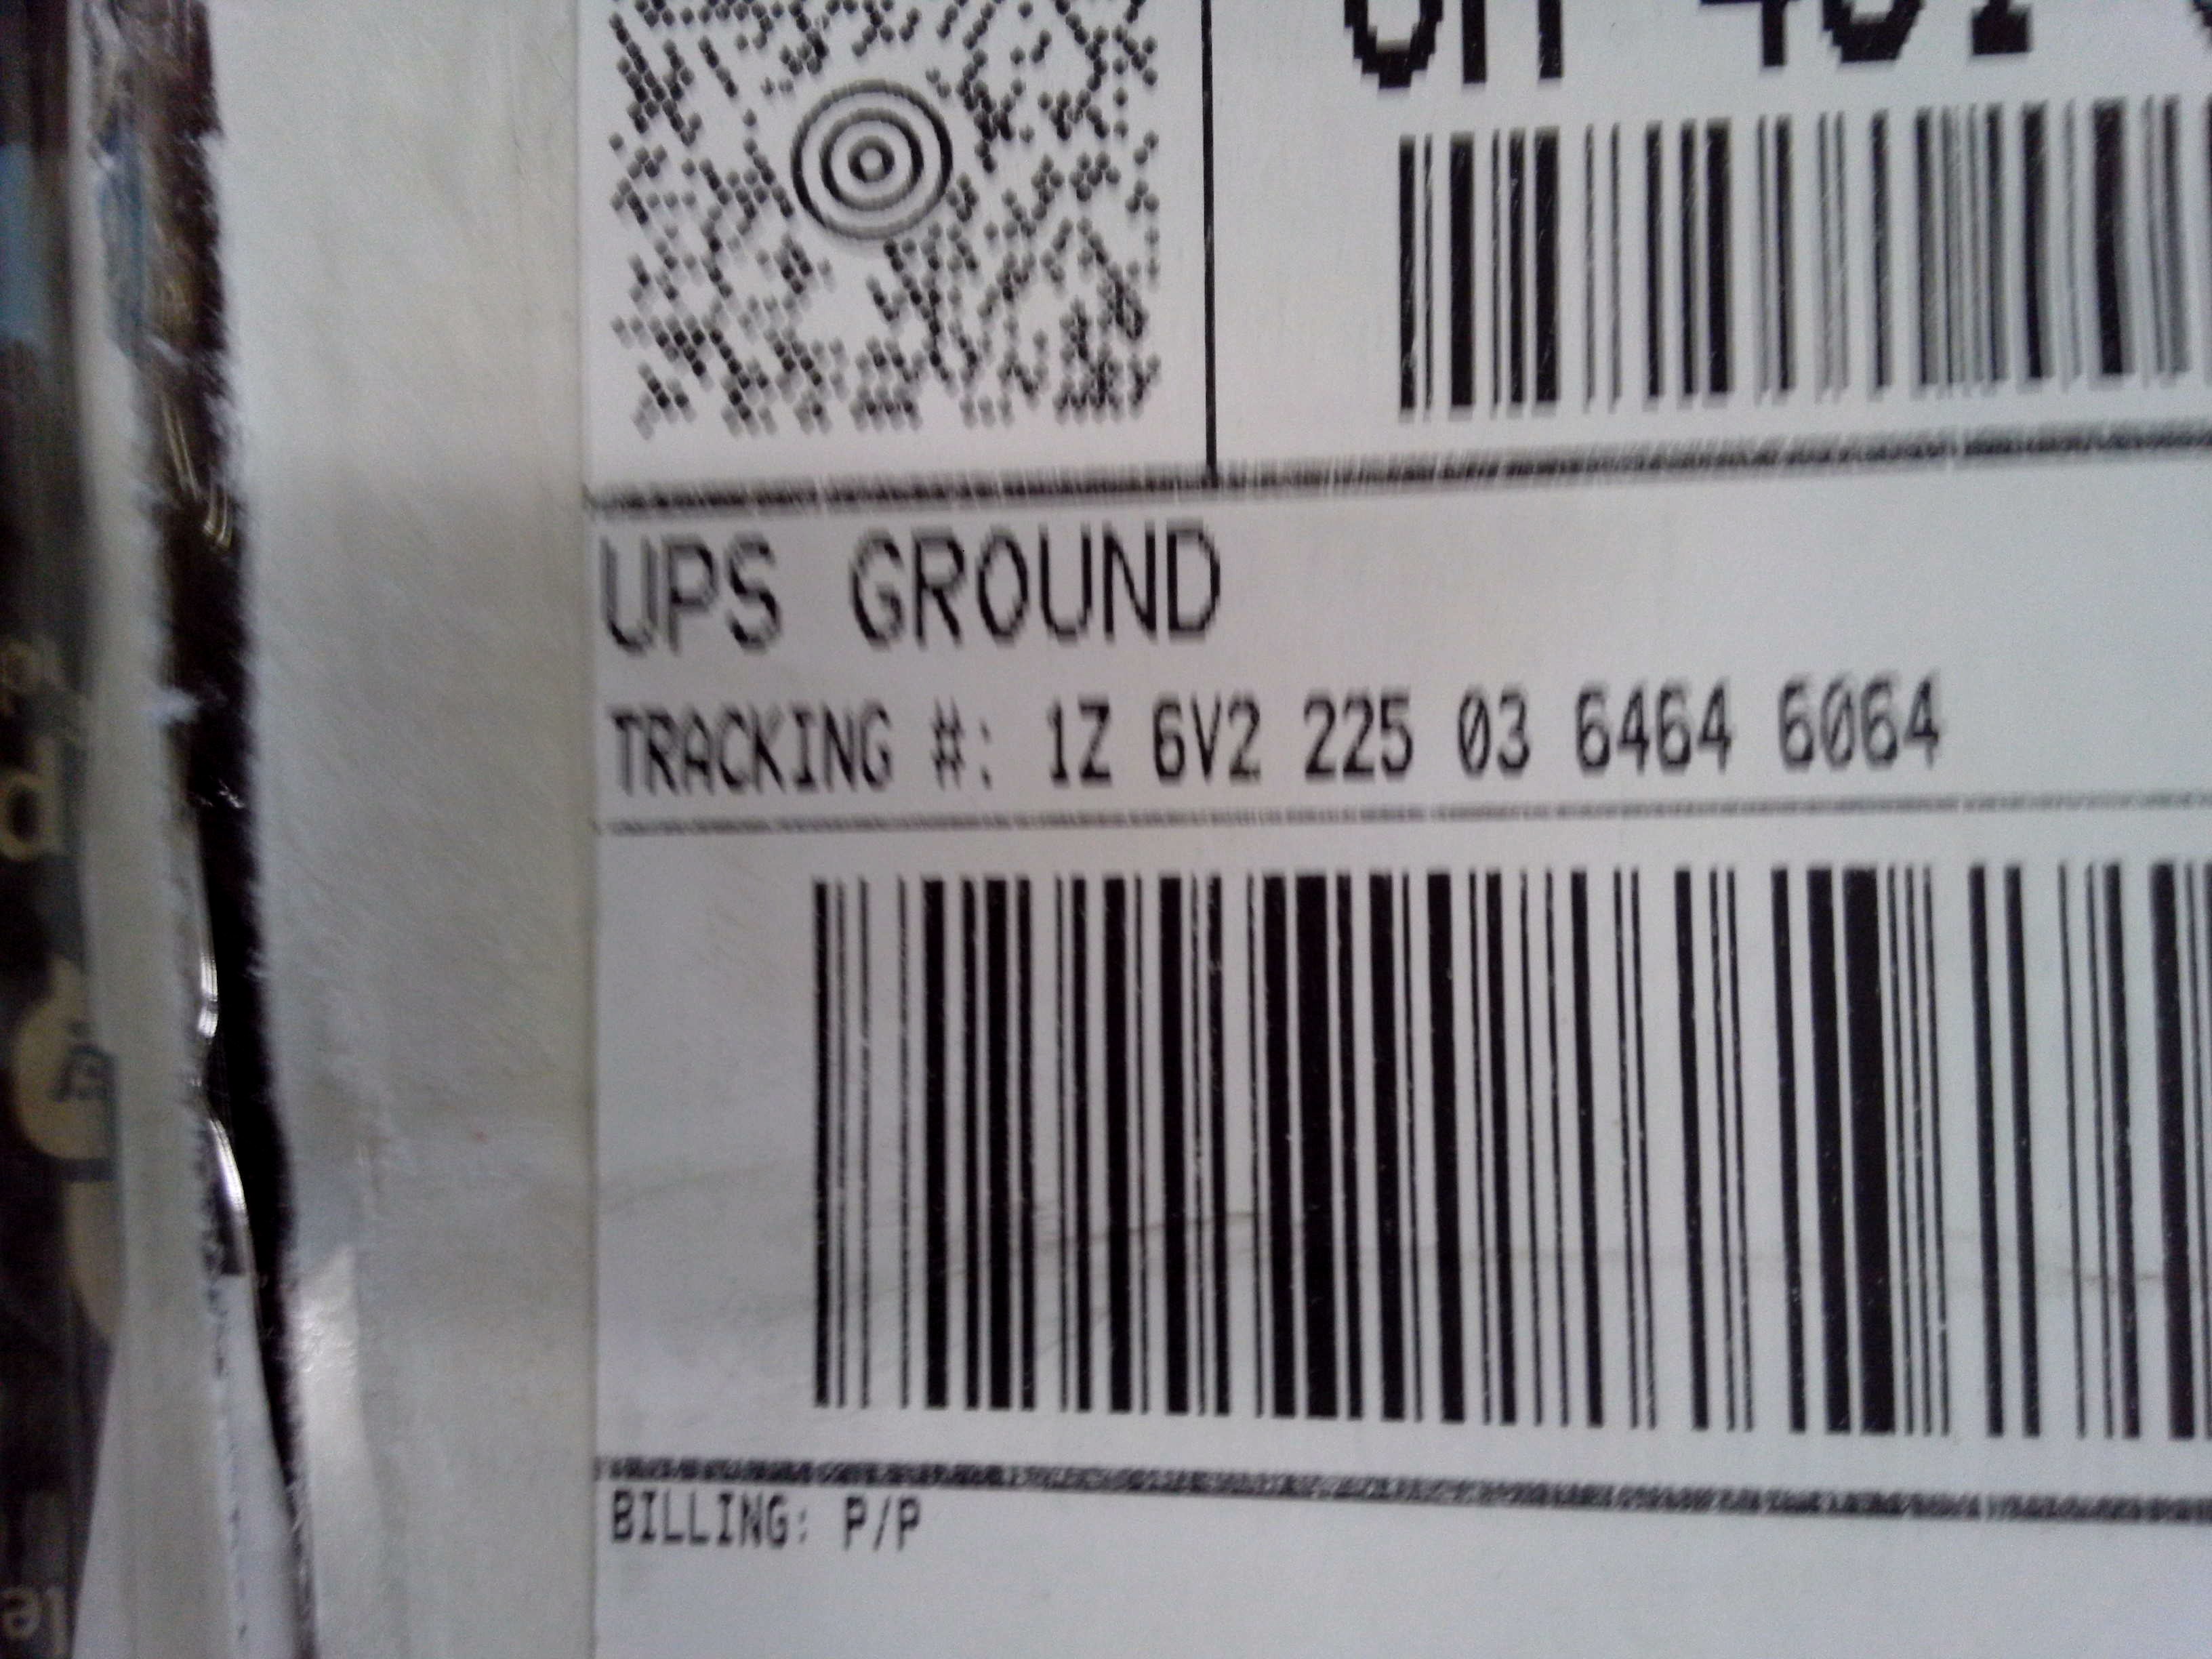 UPS GROUND
TRACKING #: 1Z 6V2 225 03 6464 6064
BILLING: P/P